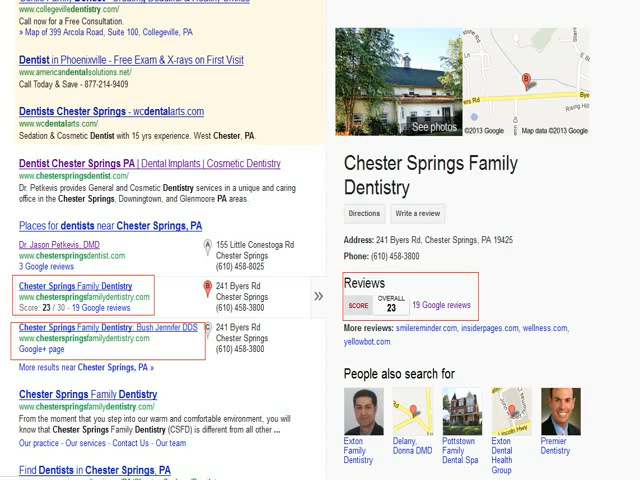 www.collegevilledentistry.com/
Call now for a Free Consultation.
» Map of 399 Arcola Road, Suite 100, Collegeville, PA
Dentist in Phoenixville - Free Exam & X-rays on First Visit
www.americandentalsolutions.net/
Call Today & Save - 877-214-9409
Dentists Chester Springs - wcdentalarts.com
www.wcdentalarts.com/
Sedation & Cosmetic Dentist with 15 yrs experience. West Chester, PA.
Dentist Chester Springs PA | Dental Implants | Cosmetic Dentistry
www.chesterspringsdentist.com/
Dr. Petkevis provides General and Cosmetic Dentistry services in a unique and caring
office in the Chester Springs, Downingtown, and Glenmoore PA areas.
Places for dentists near Chester Springs, PA
Dr. Jason Petkevis, DMD
www.chesterspringsdentist.com
3 Google reviews
A
155 Little Conestoga Rd
Chester Springs
(610) 458-8025
Chester Springs Family Dentistry
www.chesterspringsfamilydentistry.com
Score: 23 / 30 - 19 Google reviews
B
241 Byers Rd
Chester Springs
(610) 458-3800
»
Chester Springs Family Dentistry: Bush Jennifer DDS
www.chesterspringsfamilydentistry.com/
Google+ page
C
241 Byers Rd
Chester Springs
(610) 458-3800
More results near Chester Springs, PA »
Chester Springs Family Dentistry
www.chesterspringsfamilydentistry.com/
From the moment that you step into our warm and comfortable environment, you will
know that Chester Springs Family Dentistry (CSFD) is different from all other ...
Our practice - Our services - Contact Us - Our team
Find Dentists in Chester Springs, PA
See photos
B
©2013 Google
Map data ©2013 Google
Chester Springs Family
Dentistry
Directions
Write a review
Address: 241 Byers Rd, Chester Springs, PA 19425
Phone: (610) 458-3800
Reviews
SCORE
OVERALL
23
19 Google reviews
More reviews: smilereminder.com, insiderpages.com, wellness.com,
yellowbot.com
People also search for
Exton
Family
Dentistry
Delany,
Donna DMD
Pottstown
Family
Dental Spa
Exton
Dental
Health
Group
Premier
Dentistry